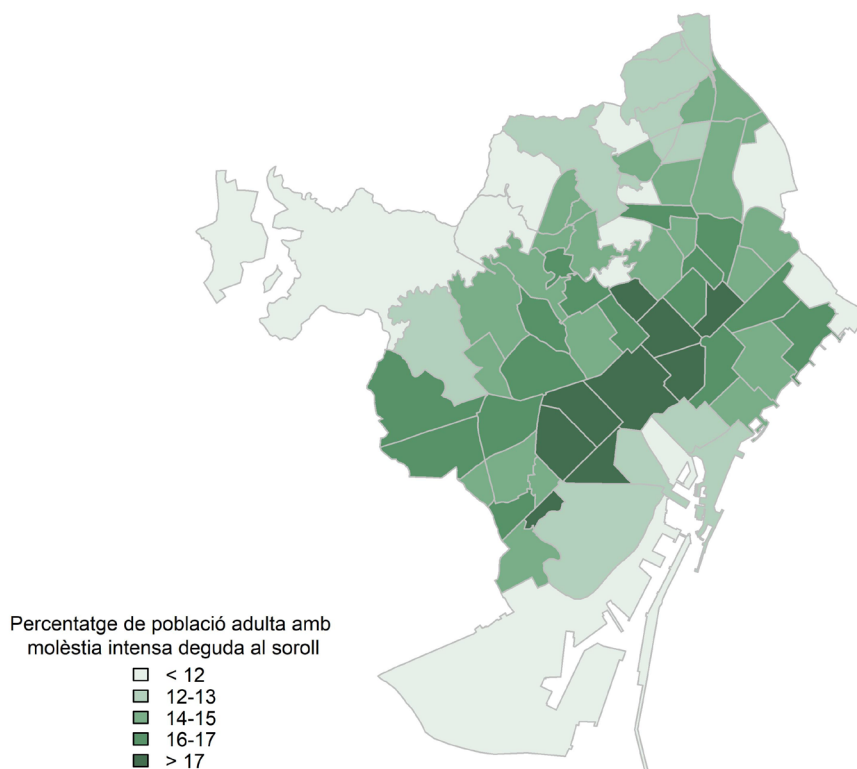 Percentatge de població adulta amb
molèstia intensa deguda al soroll
< 12
12-13
14-15
16-17
> 17